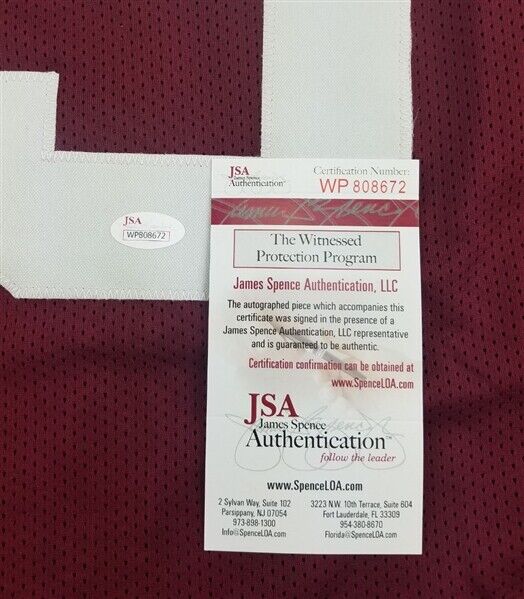 JSA
WP808672
JSA
James Spence
Authentication
Certification Number:
WP 808672
The Witnessed
Protection Program
James Spence Authentication, LLC
The autographed piece which accompanies this
certificate was signed in the presence of a
James Spence Authentication, LLC representative
and is guaranteed to be authentic.
Certification confirmation can be obtained at
www.SpenceLOA.com
JSA
James Spence
Authentication
follow the leader
www.SpenceLOA.com
2 Sylvan Way, Suite 102
Parsippany, NJ 07054
973-898-1300
Info@SpenceLOA.com
3223 N.W. 10th Terrace, Suite 604
Fort Lauderdale, FL 33309
954-380-8670
Florida@SpenceLOA.com